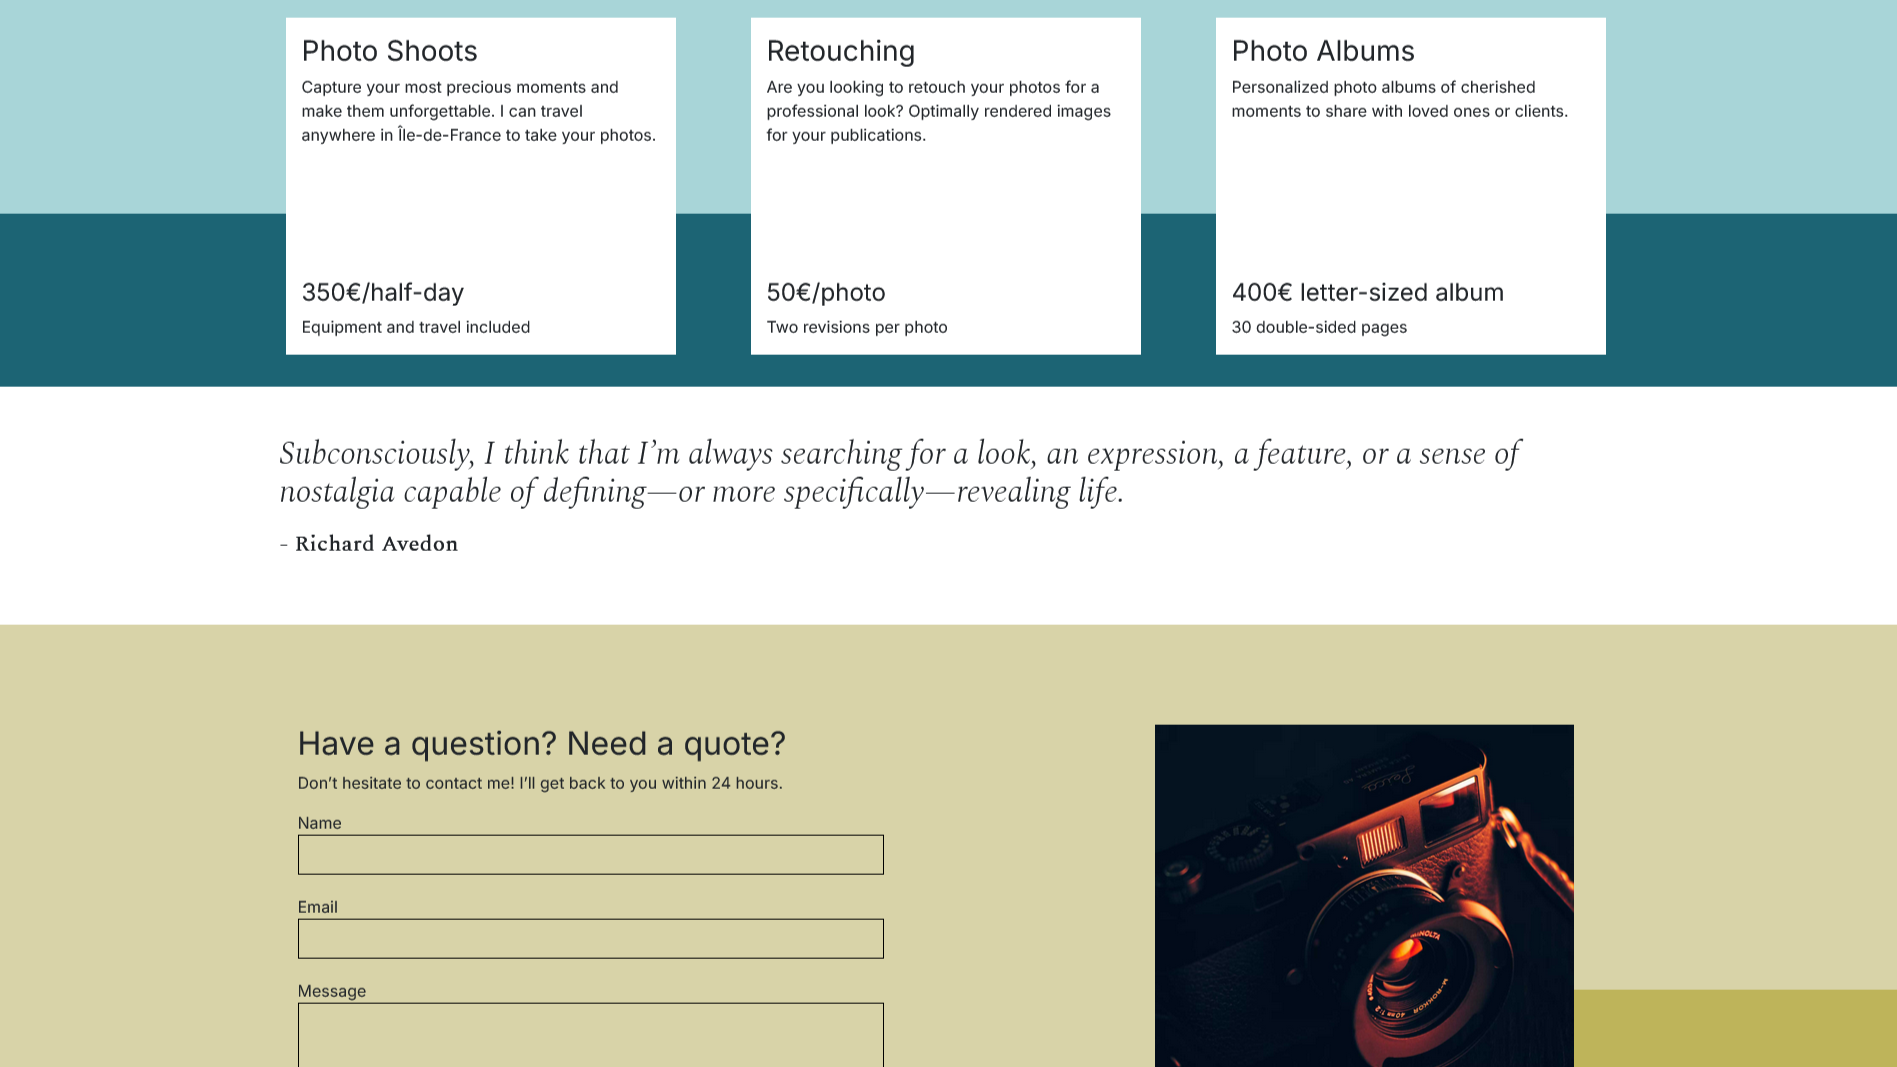 Photo Shoots
Capture your most precious moments and
make them unforgettable. I can travel
anywhere in Île-de-France to take your photos.
350€/half-day
Equipment and travel included
Retouching
Are you looking to retouch your photos for a
professional look? Optimally rendered images
for your publications.
50€/photo
Two revisions per photo
Photo Albums
Personalized photo albums of cherished
moments to share with loved ones or clients.
400€ letter-sized album
30 double-sided pages
Subconsciously, I think that I’m always searching for a look, an expression, a feature, or a sense of
nostalgia capable of defining—or more specifically—revealing life.
– Richard Avedon
Have a question? Need a quote?
Don’t hesitate to contact me! I’ll get back to you within 24 hours.
Name
Email
Message
Leica
MINOLTA
M-ROKKOR 40mm 1:2